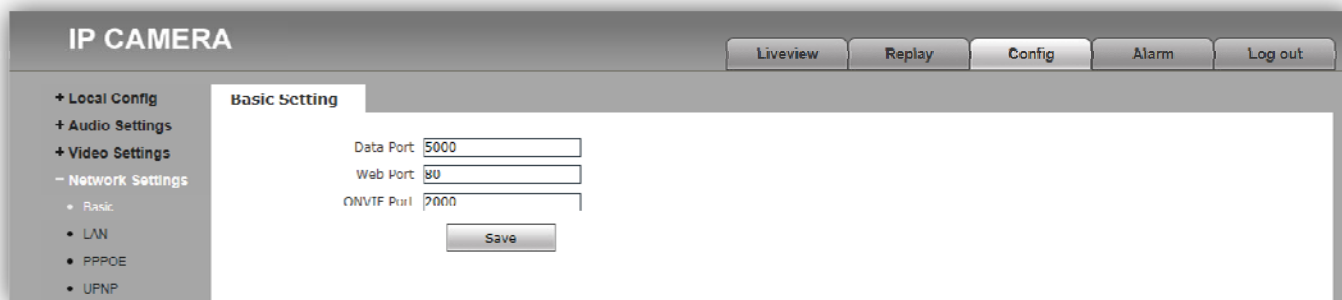 IP CAMERA
Liveview Replay Config Alarm Log out
+ Local Config
Basic Setting
+ Audio Settings
+ Video Settings
− Network Settings
• Basic
• LAN
• PPPOE
• UPNP
Data Port 5000
Web Port 80
ONVIF Port 2000
Save